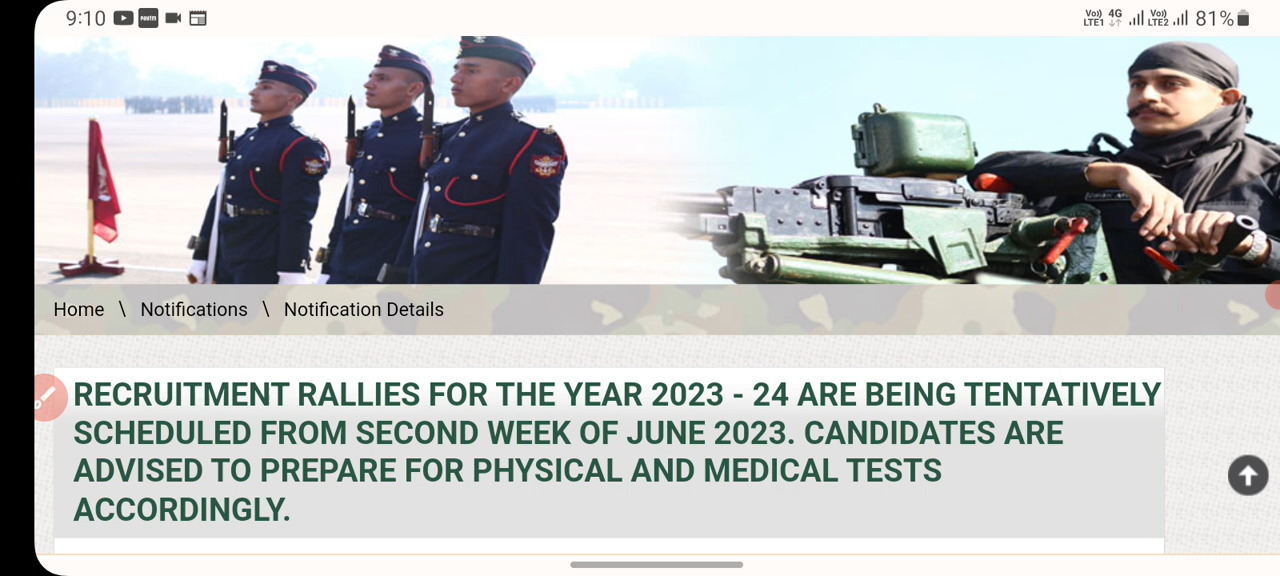 9:10
Vo)) 4G Vo))
LTE1 LTE2 81%
Home \ Notifications \ Notification Details
RECRUITMENT RALLIES FOR THE YEAR 2023 - 24 ARE BEING TENTATIVELY
SCHEDULED FROM SECOND WEEK OF JUNE 2023. CANDIDATES ARE
ADVISED TO PREPARE FOR PHYSICAL AND MEDICAL TESTS
ACCORDINGLY.